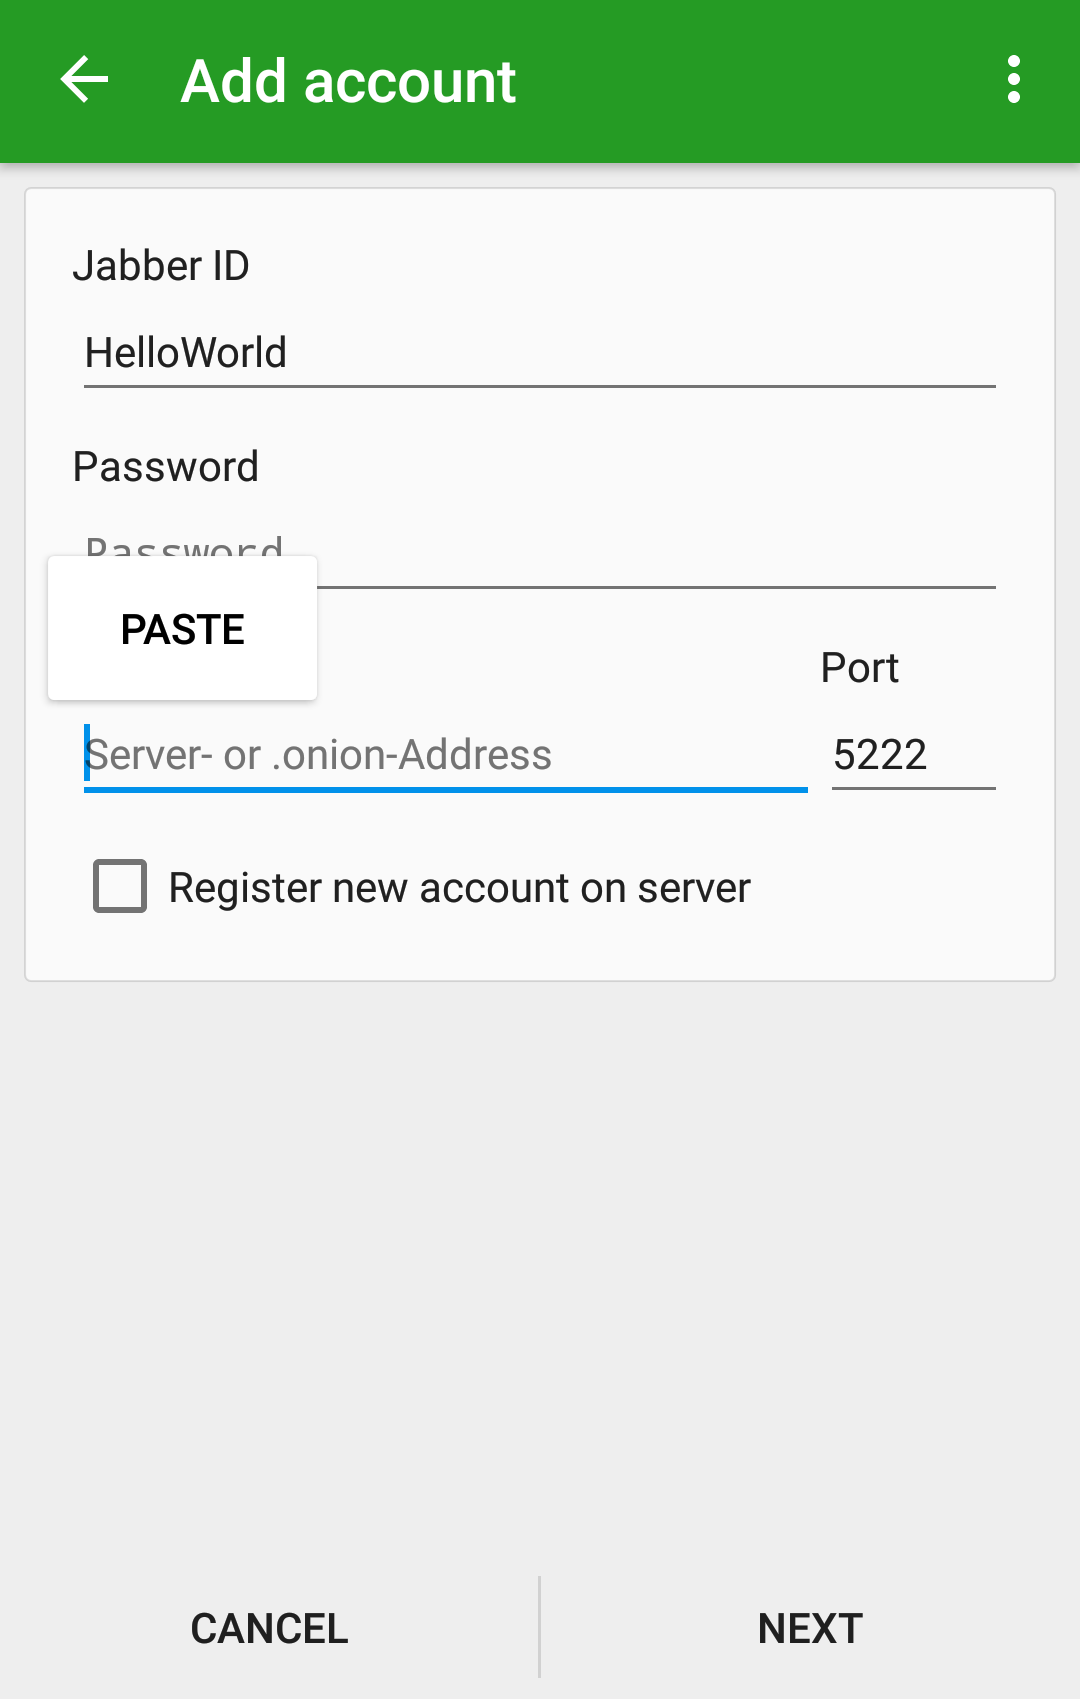 Add account
Jabber ID
HelloWorld
Password
Password
PASTE
Port
Server- or .onion-Address
5222
Register new account on server
CANCEL
NEXT